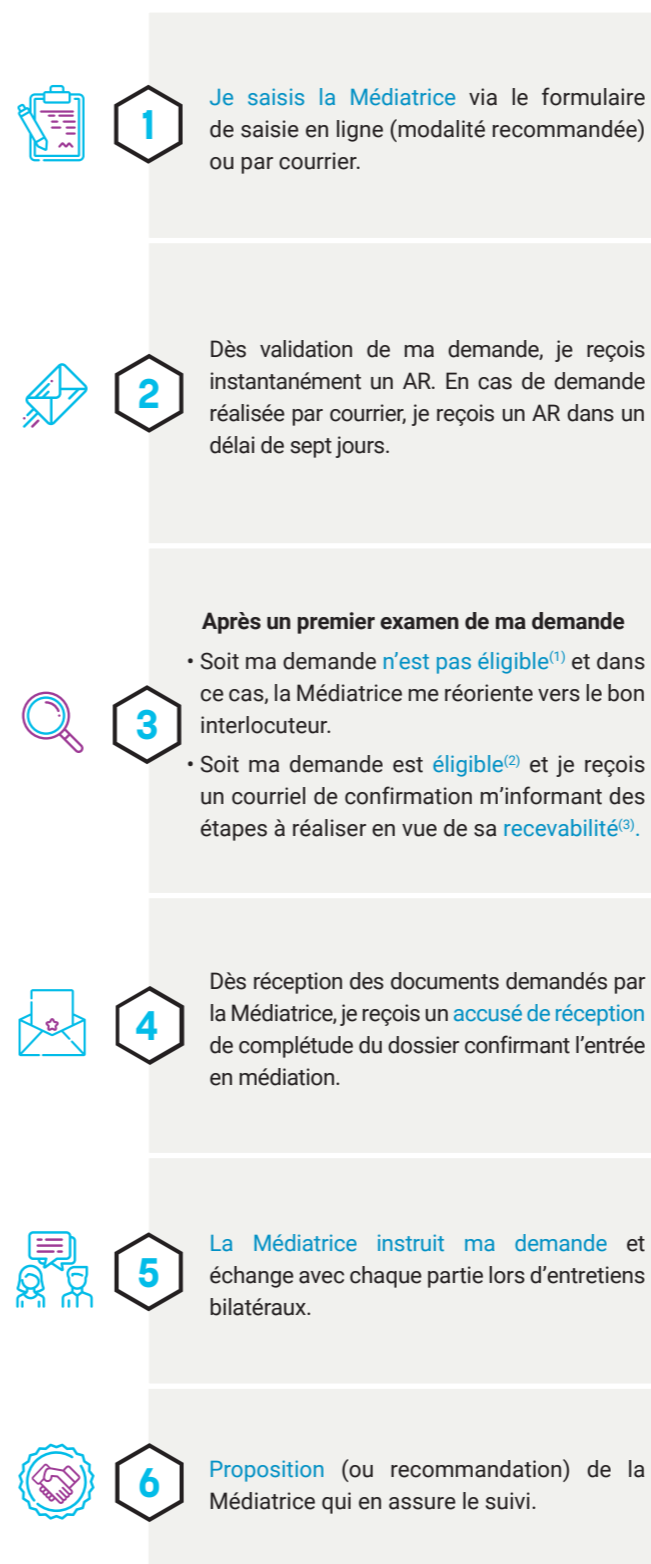 1
Je saisis la Médiatrice via le formulaire
de saisie en ligne (modalité recommandée)
ou par courrier.
2
Dès validation de ma demande, je reçois
instantanément un AR. En cas de demande
réalisée par courrier, je reçois un AR dans un
délai de sept jours.
3
Après un premier examen de ma demande
• Soit ma demande n’est pas éligible(1) et dans
ce cas, la Médiatrice me réoriente vers le bon
interlocuteur.
• Soit ma demande est éligible(2) et je reçois
un courriel de confirmation m’informant des
étapes à réaliser en vue de sa recevabilité(3).
4
Dès réception des documents demandés par
la Médiatrice, je reçois un accusé de réception
de complétude du dossier confirmant l’entrée
en médiation.
5
La Médiatrice instruit ma demande et
échange avec chaque partie lors d’entretiens
bilatéraux.
6
Proposition (ou recommandation) de la
Médiatrice qui en assure le suivi.